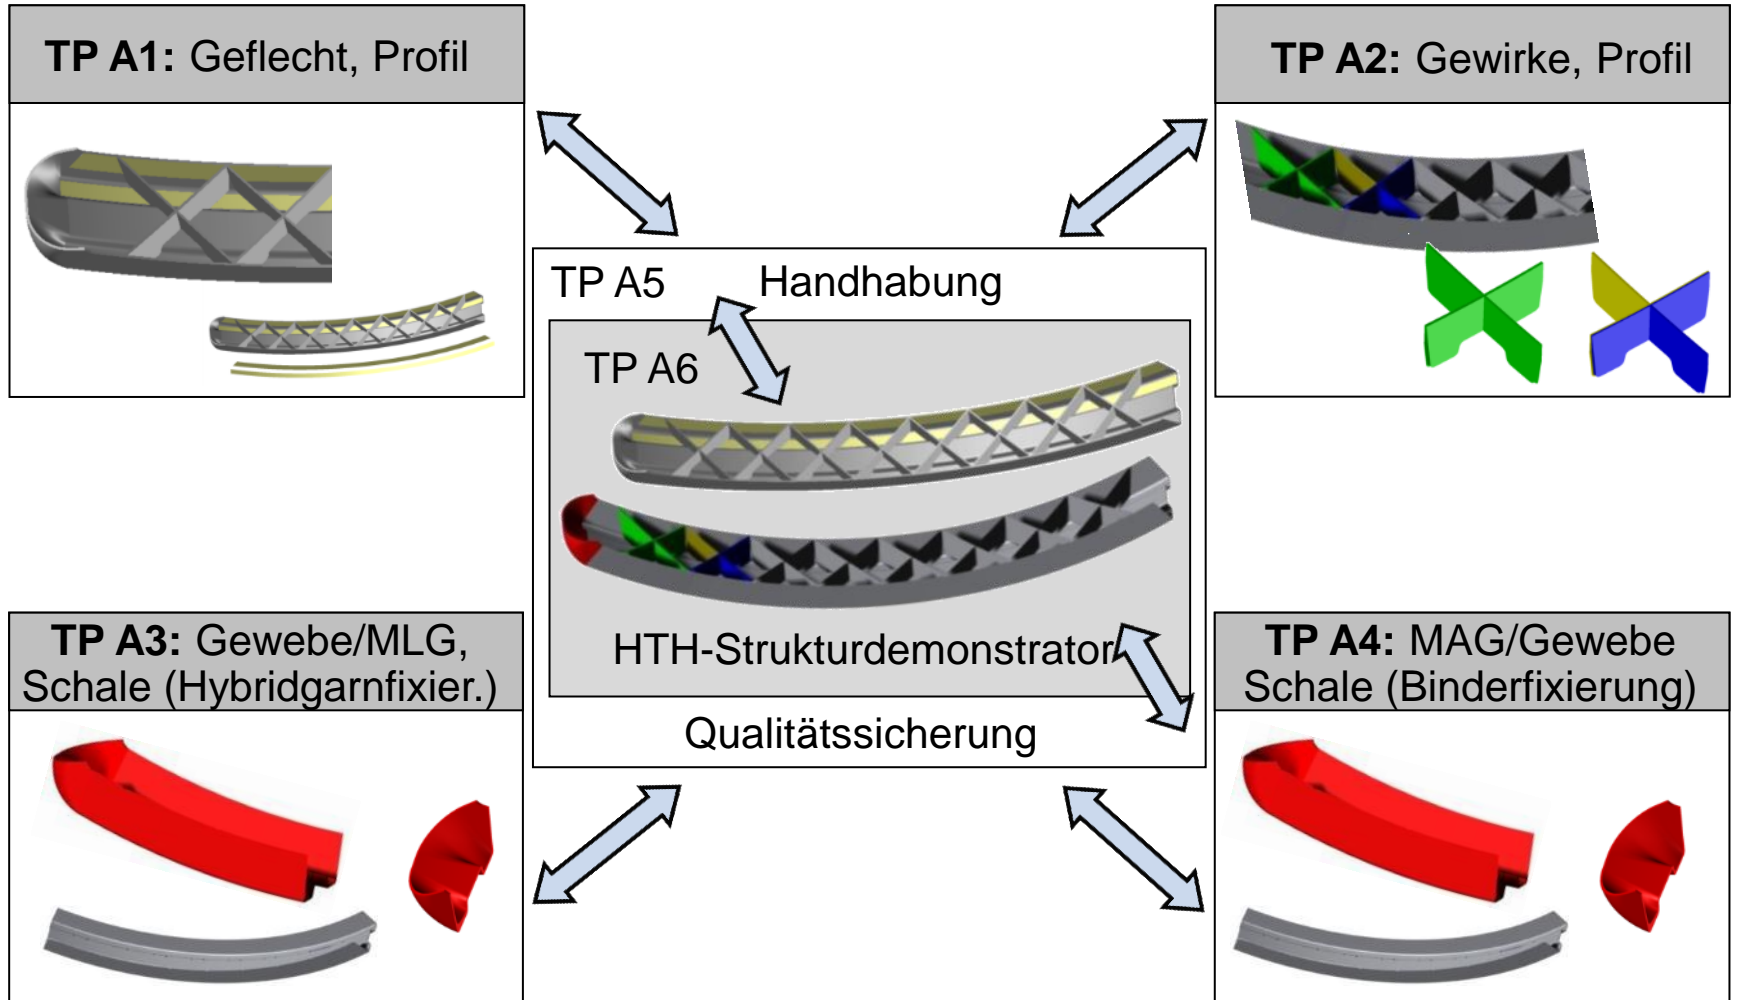 TP A1: Geflecht, Profil
TP A2: Gewirke, Profil
TP A5
Handhabung
TP A6
HTH-Strukturdemonstrator
Qualitätssicherung
TP A3: Gewebe/MLG,
Schale (Hybridgarnfixier.)
TP A4: MAG/Gewebe
Schale (Binderfixierung)